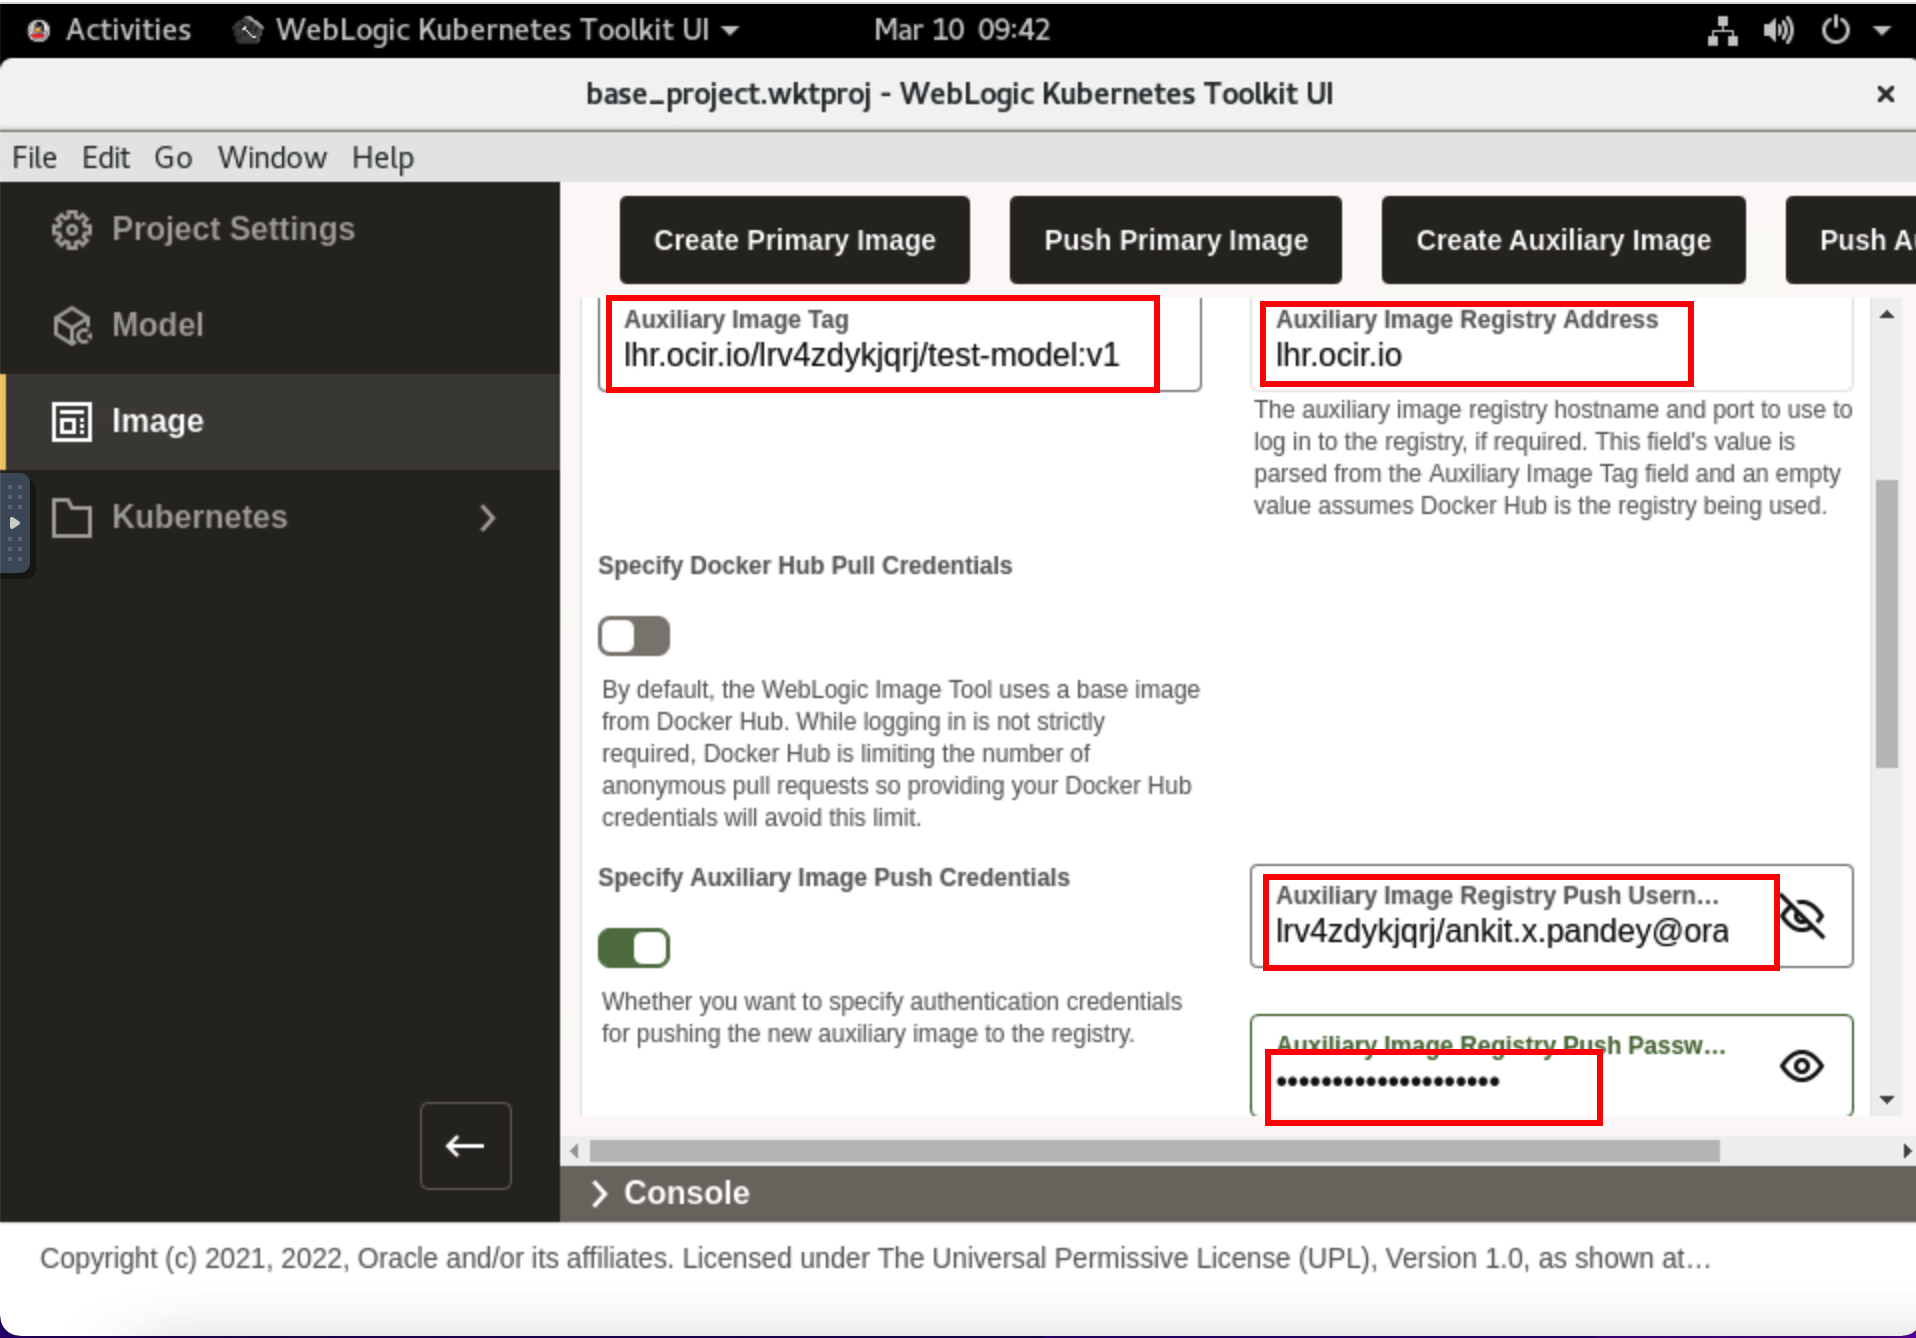 Activities WebLogic Kubernetes Toolkit UI Mar 10 09:42
base_project.wktproj - WebLogic Kubernetes Toolkit UI
File Edit Go Window Help
Project Settings
Model
Image
Kubernetes
Create Primary Image Push Primary Image Create Auxiliary Image Push Au
Auxiliary Image Tag
lhr.ocir.io/lrv4zdykjqrj/test-model:v1
Auxiliary Image Registry Address
lhr.ocir.io
The auxiliary image registry hostname and port to use to
log in to the registry, if required. This field's value is
parsed from the Auxiliary Image Tag field and an empty
value assumes Docker Hub is the registry being used.
Specify Docker Hub Pull Credentials
By default, the WebLogic Image Tool uses a base image
from Docker Hub. While logging in is not strictly
required, Docker Hub is limiting the number of
anonymous pull requests so providing your Docker Hub
credentials will avoid this limit.
Specify Auxiliary Image Push Credentials
Whether you want to specify authentication credentials
for pushing the new auxiliary image to the registry.
Auxiliary Image Registry Push Usern...
lrv4zdykjqrj/ankit.x.pandey@ora
Auxiliary Image Registry Push Passw...
••••••••••••••••••••
Console
Copyright (c) 2021, 2022, Oracle and/or its affiliates. Licensed under The Universal Permissive License (UPL), Version 1.0, as shown at...